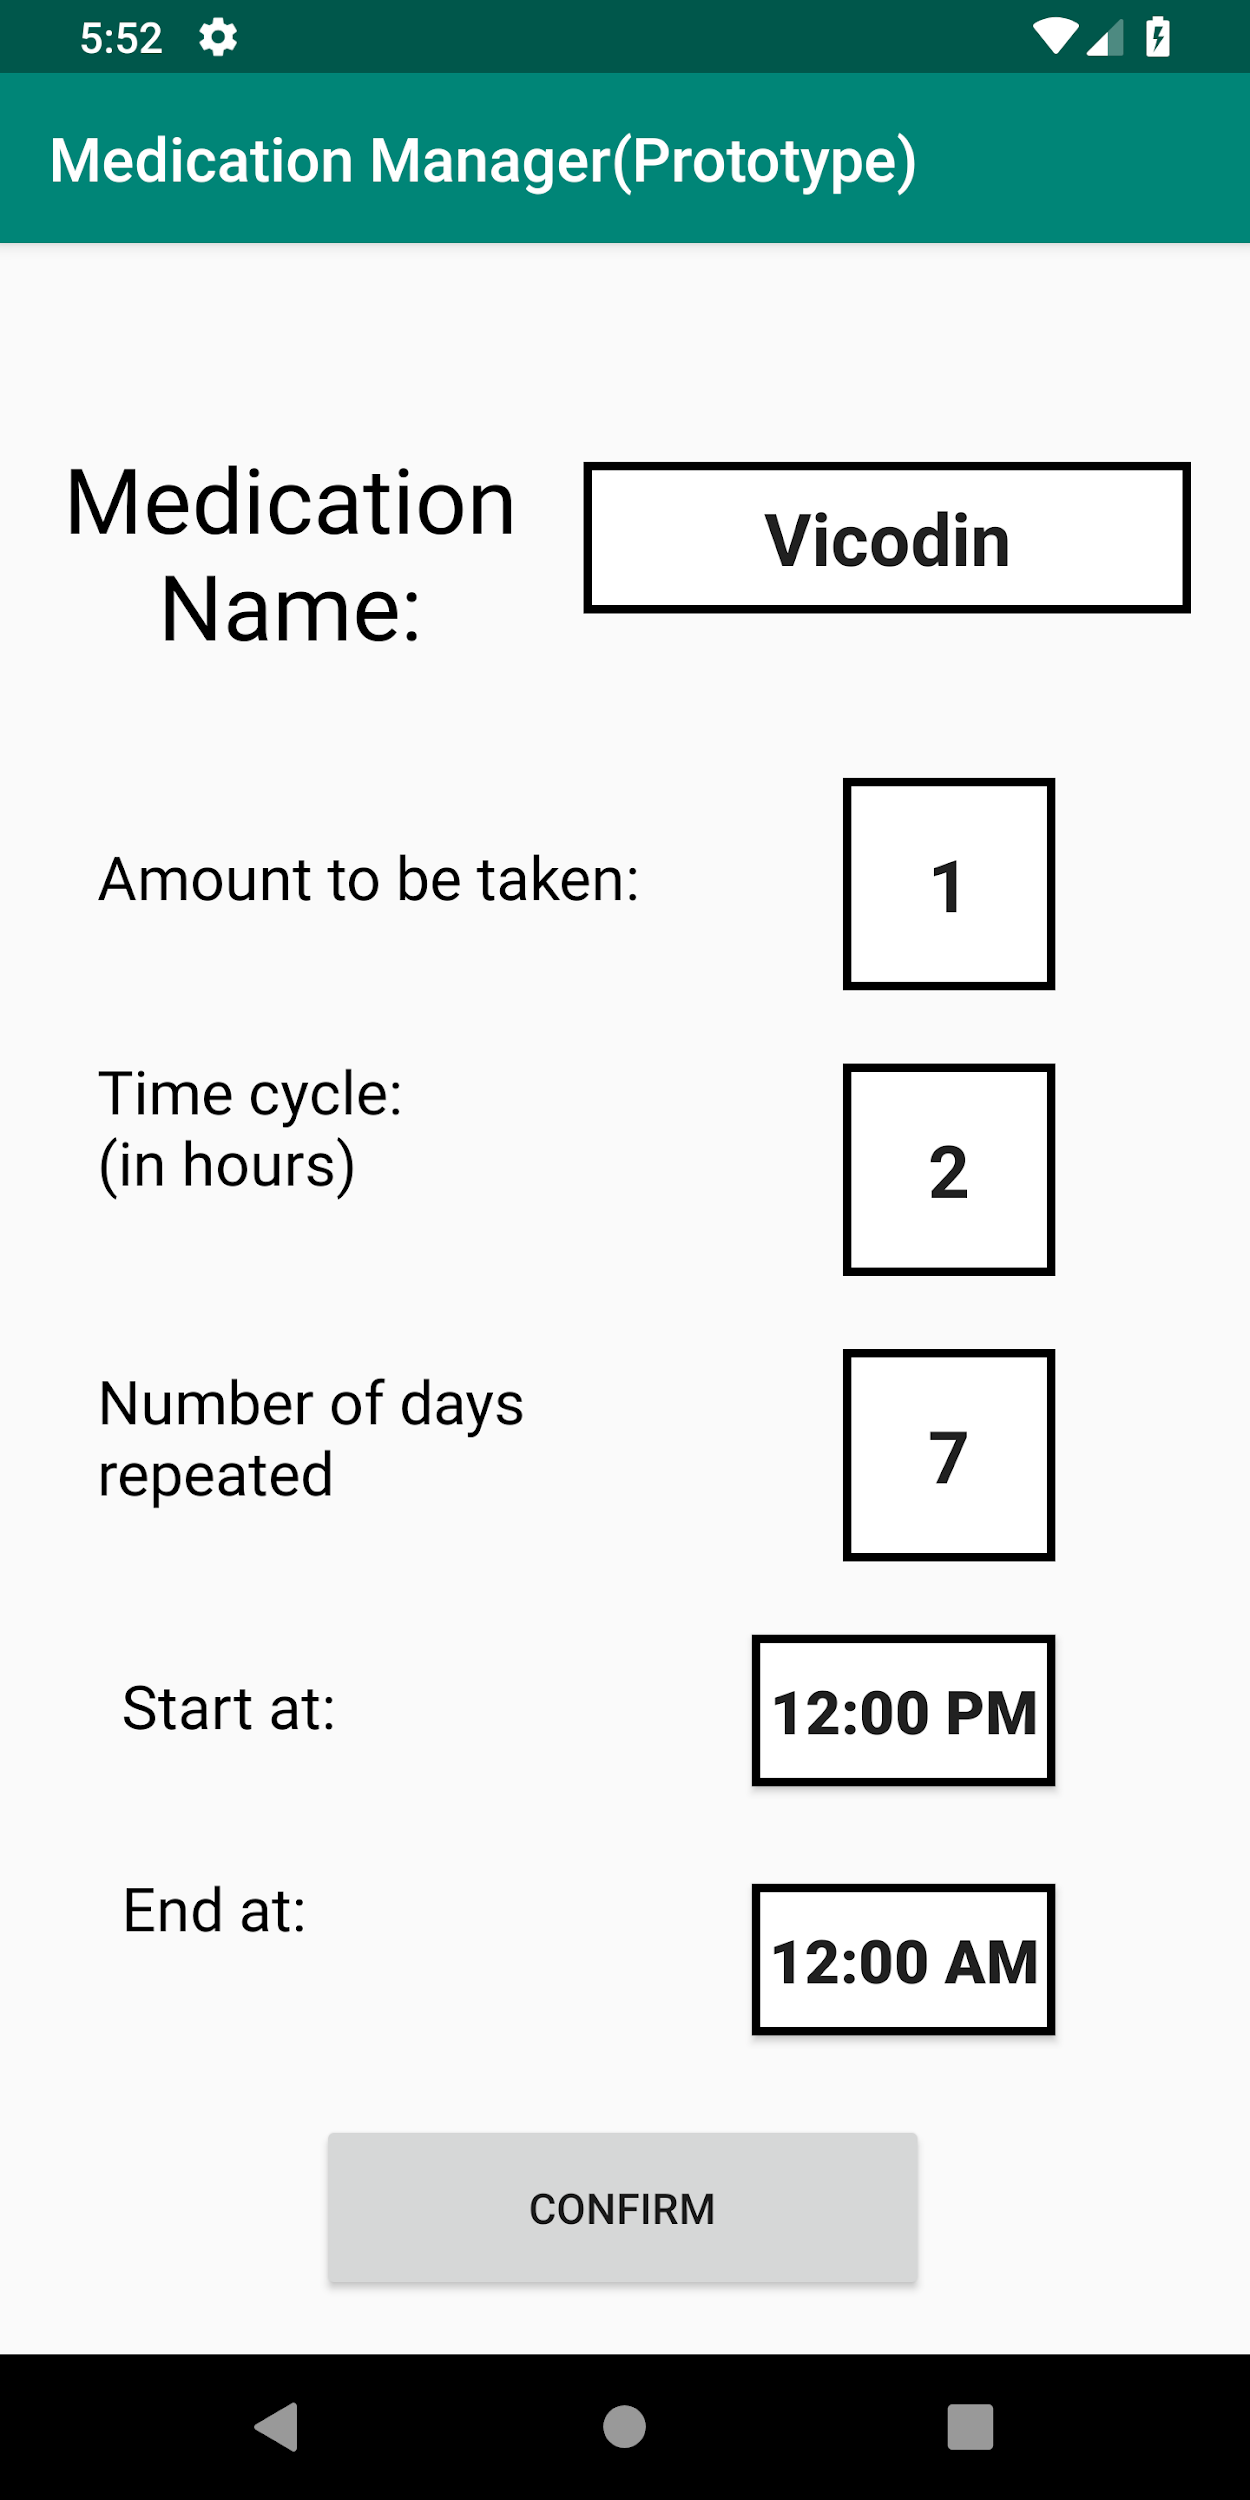 5:52
Medication Manager(Prototype)
Medication
Name:
Vicodin
Amount to be taken:
1
Time cycle:
(in hours)
2
Number of days
repeated
7
Start at:
12:00 PM
End at:
12:00 AM
CONFIRM